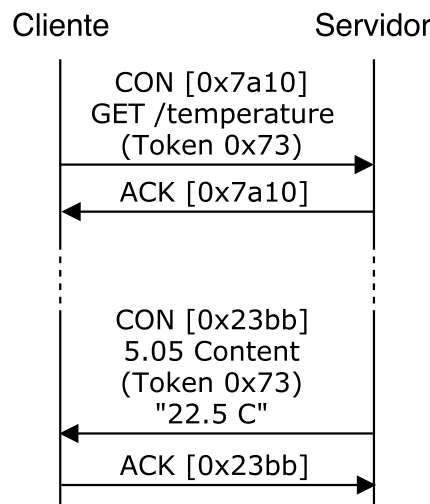 Cliente
Servidor
CON [0x7a10]
GET /temperature
(Token 0x73)
ACK [0x7a10]
CON [0x23bb]
5.05 Content
(Token 0x73)
"22.5 C"
ACK [0x23bb]